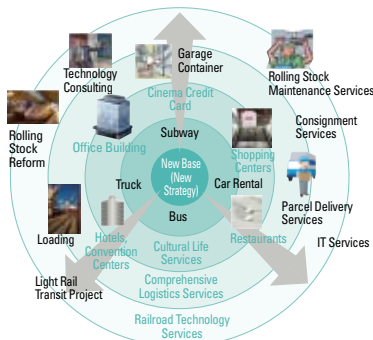 Garage
Container
Technology
Consulting
Rolling Stock
Maintenance Services
Cinema Credit
Card
Consignment
Services
Rolling
Stock
Reform
Office Building
Subway
Shopping
Centers
New Base
(New
Strategy)
Truck
Car Rental
Parcel Delivery
Services
Bus
Loading
Hotels,
Convention
Centers
Cultural Life
Services
Restaurants
IT Services
Light Rail
Transit Project
Comprehensive
Logistics Services
Railroad Technology
Services